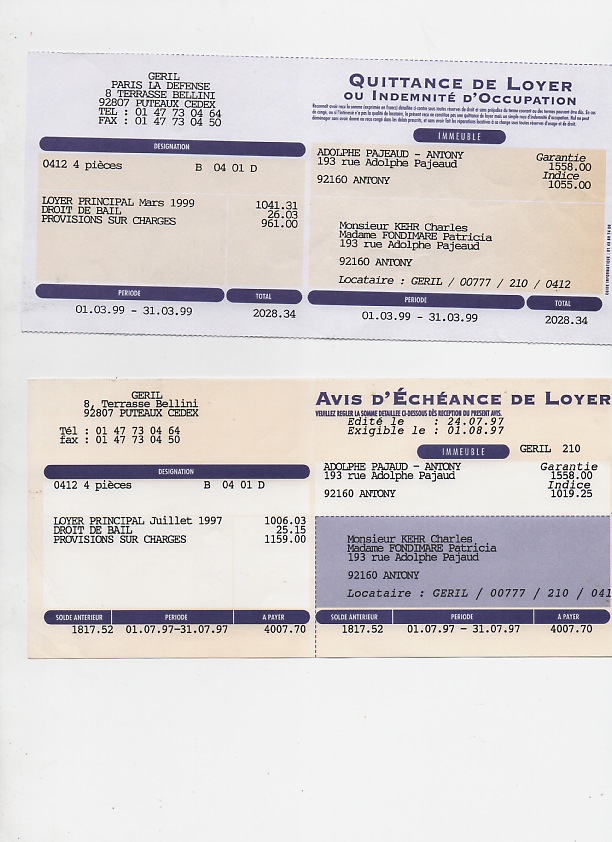 GERIL
PARIS LA DEFENSE
8 TERRASSE BELLINI
92807 PUTEAUX CEDEX
TEL : 01 47 73 04 64
FAX : 01 47 73 04 50
QUITTANCE DE LOYER
OU INDEMNITÉ D'OCCUPATION
IMMEUBLE
DESIGNATION
0412 4 pièces B 04 01 D
ADOLPHE PAJEAUD - ANTONY
193 rue Adolphe Pajeaud
92160 ANTONY
Garantie
1558.00
Indice
1055.00
LOYER PRINCIPAL Mars 1999 1041.31
DROIT DE BAIL 26.03
PROVISIONS SUR CHARGES 961.00
Monsieur KEHR Charles
Madame FONDIMARE Patricia
193 rue Adolphe Pajeaud
92160 ANTONY
Locataire : GERIL / 00777 / 210 / 0412
PERIODE TOTAL PERIODE TOTAL
01.03.99 - 31.03.99 2028.34 01.03.99 - 31.03.99 2028.34
GERIL
8, Terrasse Bellini
92807 PUTEAUX CEDEX
Tél : 01 47 73 04 64
fax : 01 47 73 04 50
AVIS D'ÉCHÉANCE DE LOYER
VEUILLEZ REGLER LA SOMME DETAILLEE CI-DESSOUS DÈS RÉCEPTION DU PRÉSENT AVIS.
Edité le : 24.07.97
Exigible le : 01.08.97
IMMEUBLE GERIL 210
DESIGNATION
0412 4 pièces B 04 01 D
ADOLPHE PAJAUD - ANTONY
193 rue Adolphe Pajeaud
92160 ANTONY
Garantie
1558.00
Indice
1019.25
LOYER PRINCIPAL Juillet 1997 1006.03
DROIT DE BAIL 25.15
PROVISIONS SUR CHARGES 1159.00
Monsieur KEHR Charles
Madame FONDIMARE Patricia
193 rue Adolphe Pajeaud
92160 ANTONY
Locataire : GERIL / 00777 / 210 / 041
SOLDE ANTERIEUR PERIODE A PAYER SOLDE ANTERIEUR PERIODE A PAYER
1817.52 01.07.97-31.07.97 4007.70 1817.52 01.07.97 - 31.07.97 4007.70